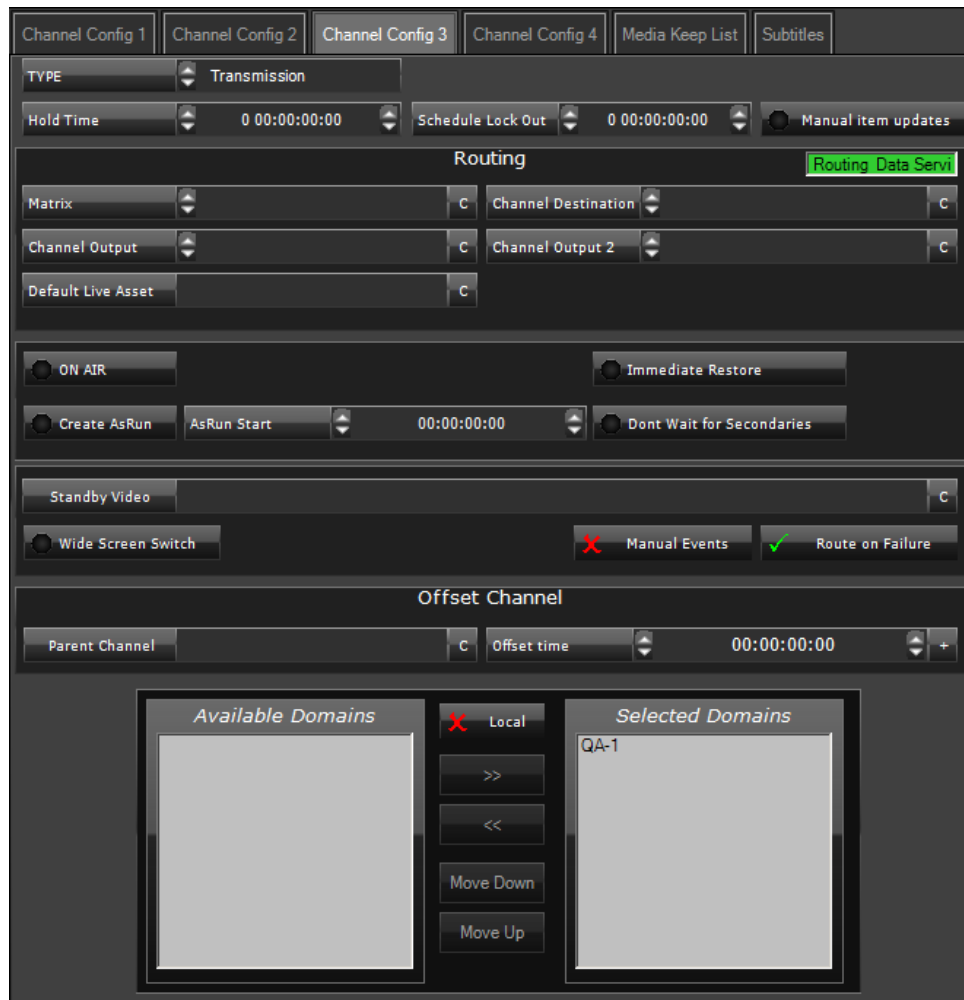 Channel Config 1 Channel Config 2 Channel Config 3 Channel Config 4 Media Keep List Subtitles
TYPE Transmission
Hold Time 0 00:00:00:00 Schedule Lock Out 0 00:00:00:00 Manual item updates
Routing
Routing Data Servi
Matrix C Channel Destination C
Channel Output C Channel Output 2 C
Default Live Asset C
ON AIR Immediate Restore
Create AsRun AsRun Start 00:00:00:00 Dont Wait for Secondaries
Standby Video C
Wide Screen Switch Manual Events Route on Failure
Offset Channel
Parent Channel C Offset time 00:00:00:00 +
Available Domains Local Selected Domains
QA-1
>>
<<
Move Down
Move Up